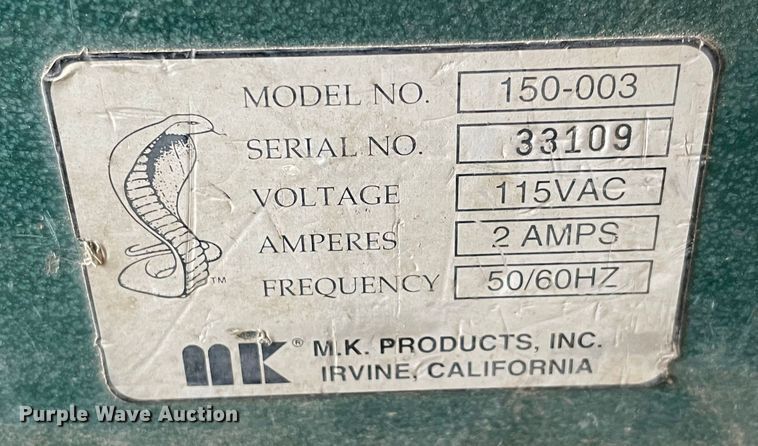 MODEL NO. 150-003
SERIAL NO. 33109
VOLTAGE 115VAC
AMPERES 2 AMPS
FREQUENCY 50/60HZ
TM
MK® M.K. PRODUCTS, INC.
IRVINE, CALIFORNIA
Purple Wave Auction